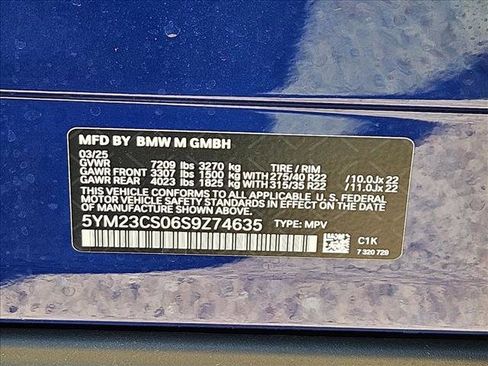 MFD BY BMW M GMBH
03/25
GVWR 7209 lbs 3270 kg TIRE / RIM
GAWR FRONT 3307 lbs 1500 KG WITH 275/40 R22 /10.0Jx 22
GAWR REAR 4023 lbs 1825 KG WITH 315/35 R22 /11.0Jx 22
THIS VEHICLE CONFORMS TO ALL APPLICABLE U.S. FEDERAL
MOTOR VEHICLE SAFETY STANDARDS IN EFFECT ON THE DATE
OF MANUFACTURE SHOWN ABOVE.
5YM23CS06S9Z74635 TYPE: MPV
C1K
7 320 729